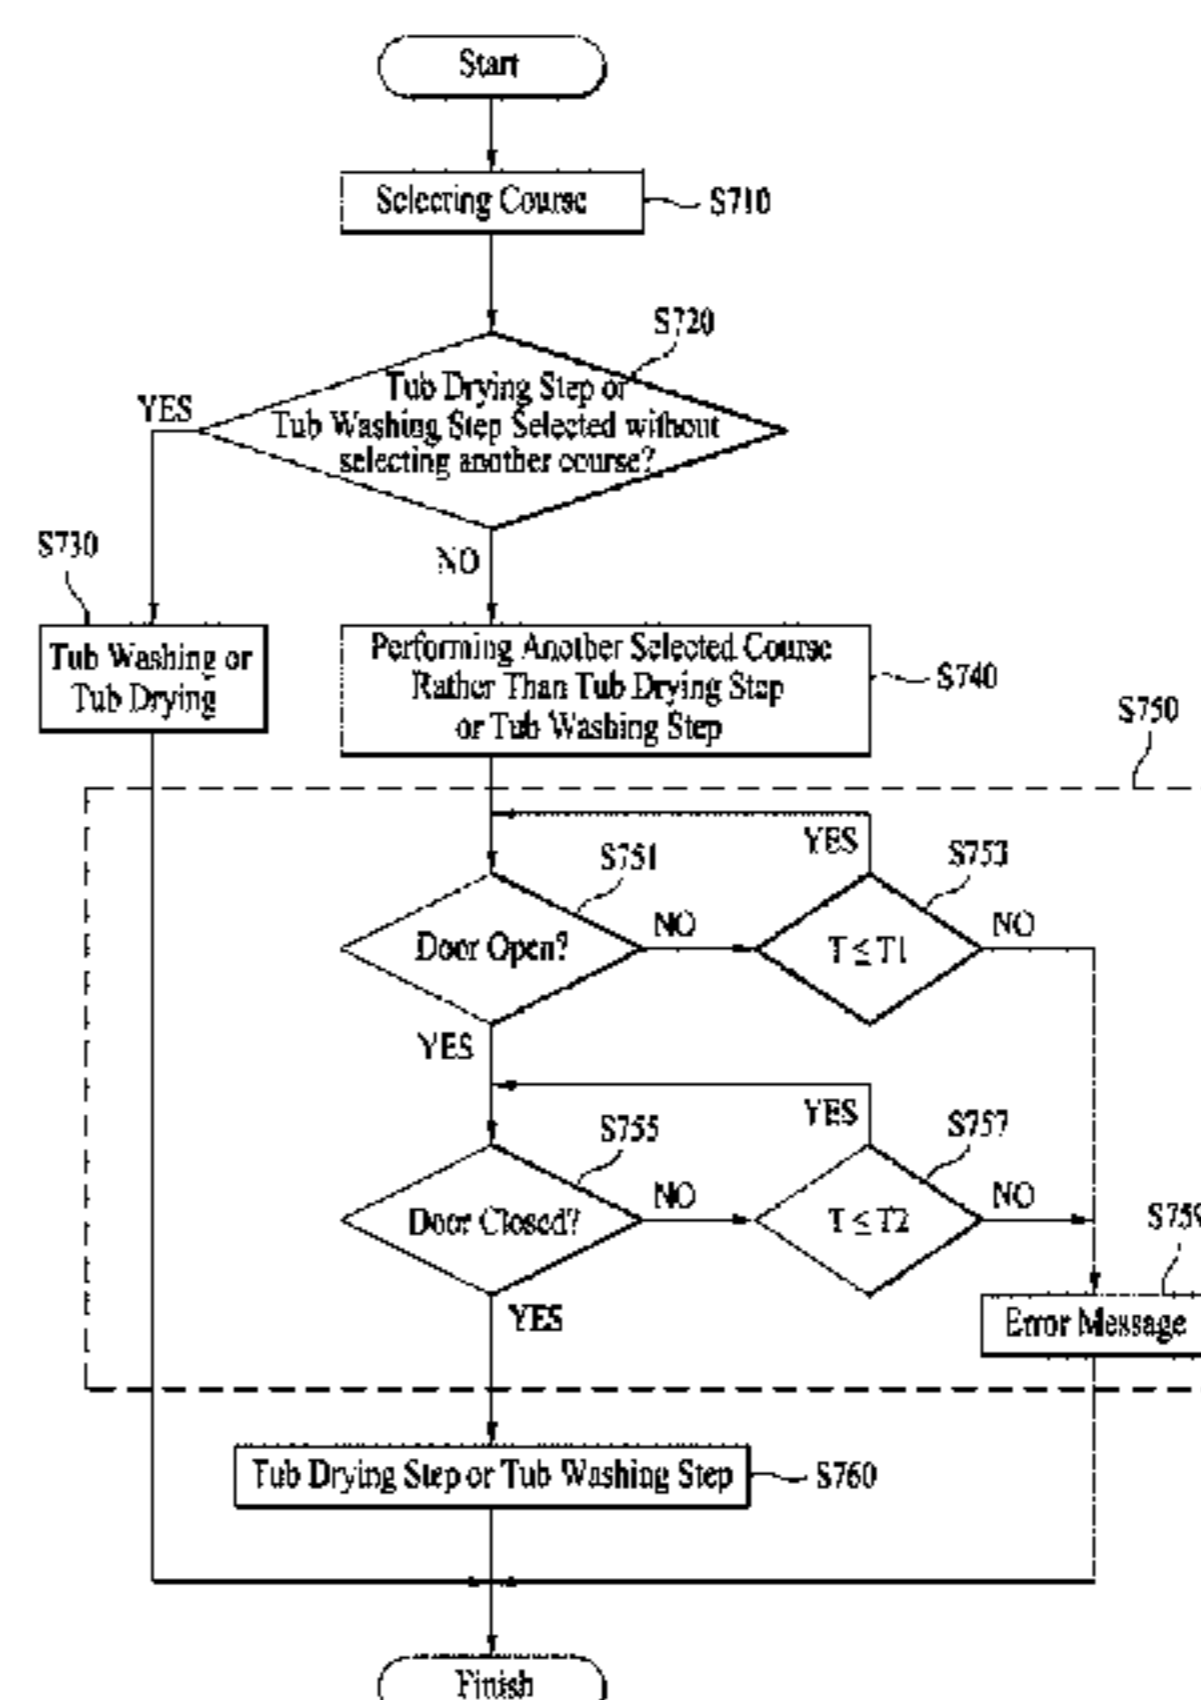 Start
Selecting Course
S710
S720
Tub Drying Step or
Tub Washing Step Selected without
selecting another course?
YES
NO
S730
Tub Washing or
Tub Drying
Performing Another Selected Course
Rather Than Tub Drying Step
or Tub Washing Step
S740
S750
YES
S751
S753
Door Open?
NO
T ≤ T1
NO
YES
YES
S755
S757
Door Closed?
NO
T ≤ T2
NO
S759
YES
Error Message
Tub Drying Step or Tub Washing Step
S760
Finish